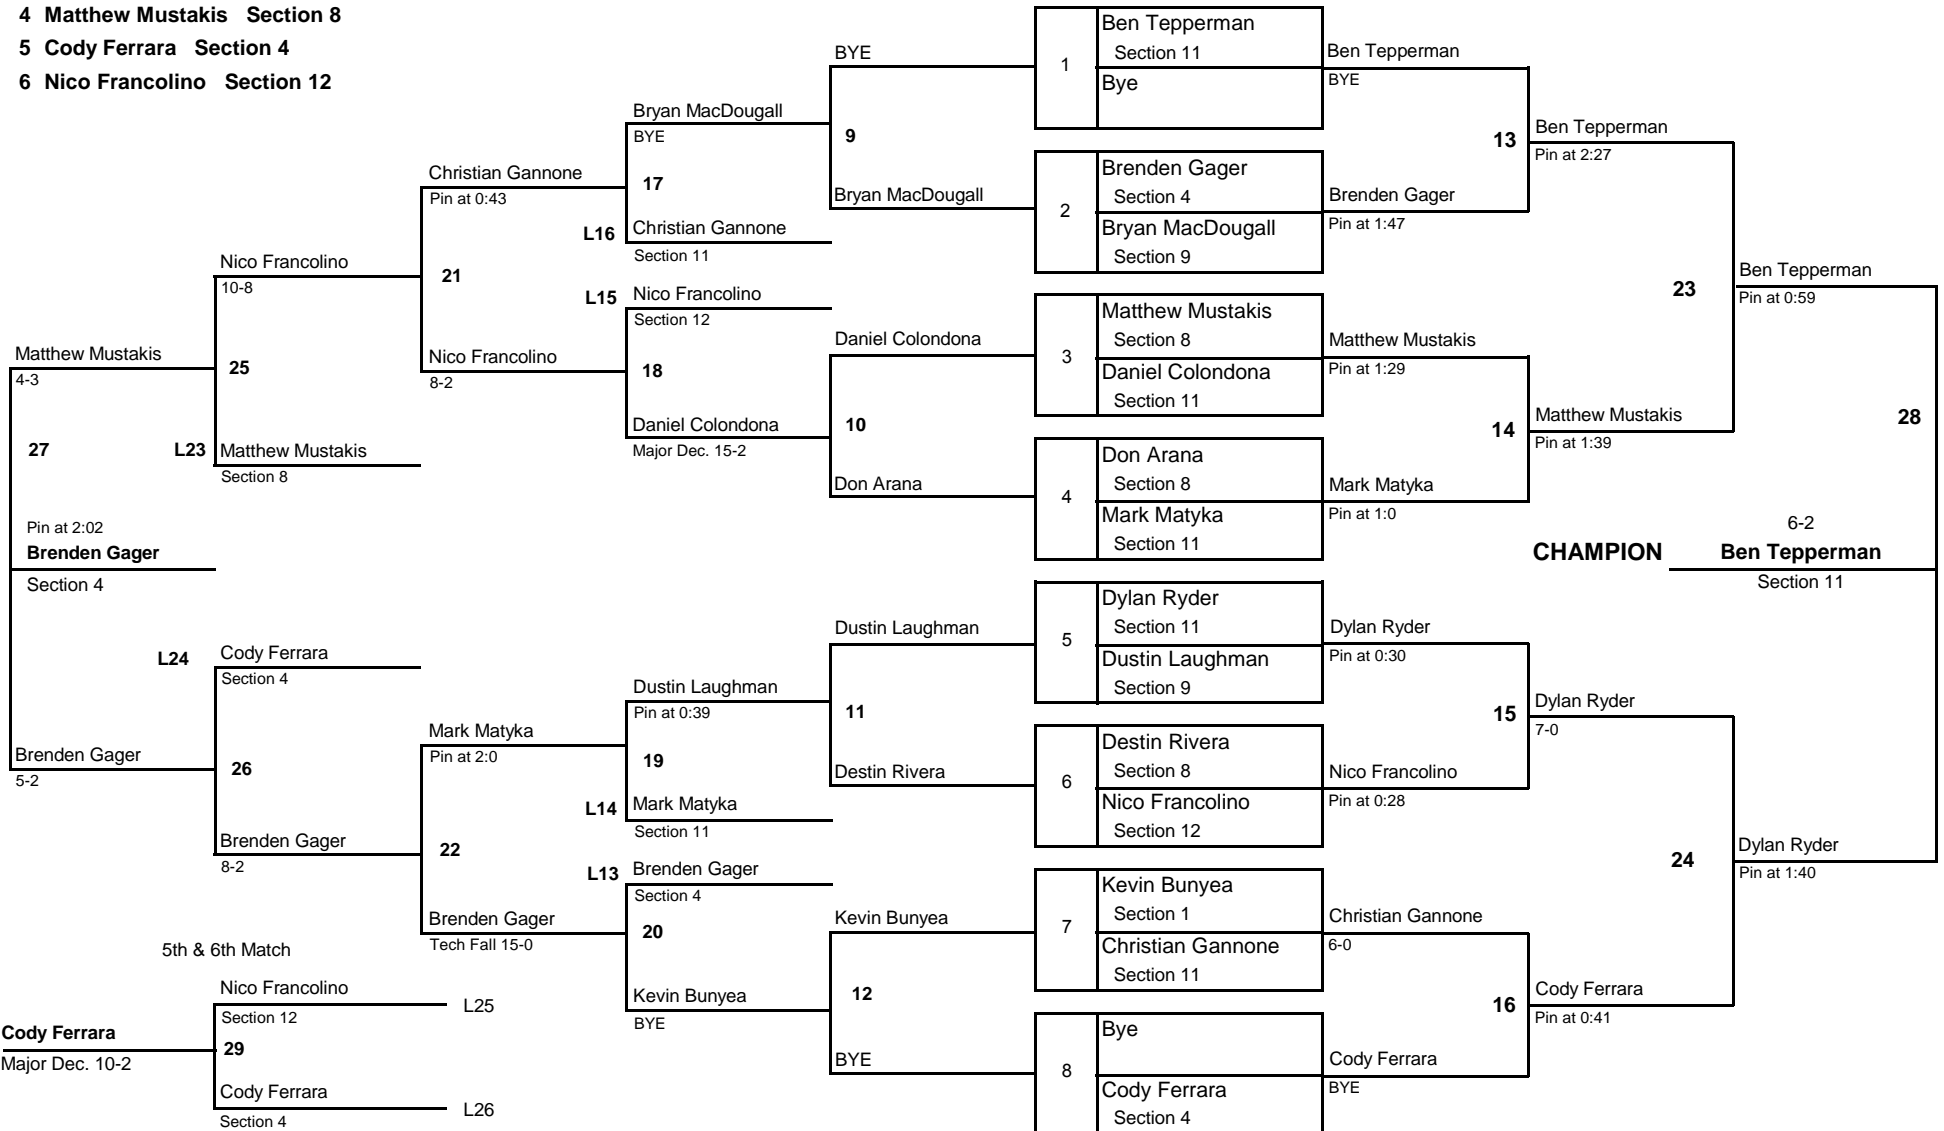 4 Matthew Mustakis Section 8
5 Cody Ferrara Section 4
6 Nico Francolino Section 12
Matthew Mustakis
4-3
27
Pin at 2:02
Brenden Gager
Section 4
Brenden Gager
5-2
Nico Francolino
10-8
25
L23 Matthew Mustakis
Section 8
L24 Cody Ferrara
Section 4
26
Brenden Gager
8-2
5th & 6th Match
Nico Francolino L25
Section 12
Cody Ferrara
29
Major Dec. 10-2
Cody Ferrara L26
Section 4
Christian Gannone
Pin at 0:43
21
Nico Francolino
8-2
Mark Matyka
Pin at 2:0
22
Brenden Gager
Tech Fall 15-0
Bryan MacDougall
BYE
17
L16 Christian Gannone
Section 11
L15 Nico Francolino
Section 12
18
Daniel Colondona
Major Dec. 15-2
Dustin Laughman
Pin at 0:39
19
L14 Mark Matyka
Section 11
L13 Brenden Gager
Section 4
20
Kevin Bunyea
BYE
BYE
9
Bryan MacDougall
Daniel Colondona
10
Don Arana
Dustin Laughman
11
Destin Rivera
Kevin Bunyea
12
BYE
Ben Tepperman
1 Section 11
Bye
Brenden Gager
Section 4
2
Bryan MacDougall
Section 9
Matthew Mustakis
Section 8
3
Daniel Colondona
Section 11
Don Arana
Section 8
4
Mark Matyka
Section 11
Dylan Ryder
Section 11
5
Dustin Laughman
Section 9
Destin Rivera
Section 8
6
Nico Francolino
Section 12
Kevin Bunyea
Section 1
7
Christian Gannone
Section 11
Bye
8
Cody Ferrara
Section 4
Ben Tepperman
BYE
13
Brenden Gager
Pin at 1:47
Matthew Mustakis
Pin at 1:29
14
Mark Matyka
Pin at 1:0
Dylan Ryder
Pin at 0:30
15
Nico Francolino
Pin at 0:28
Christian Gannone
6-0
16
Cody Ferrara
BYE
Ben Tepperman
Pin at 2:27
23
Matthew Mustakis
Pin at 1:39
Dylan Ryder
7-0
24
Cody Ferrara
Pin at 0:41
Ben Tepperman
Pin at 0:59
28
6-2
CHAMPION Ben Tepperman
Section 11
Dylan Ryder
Pin at 1:40